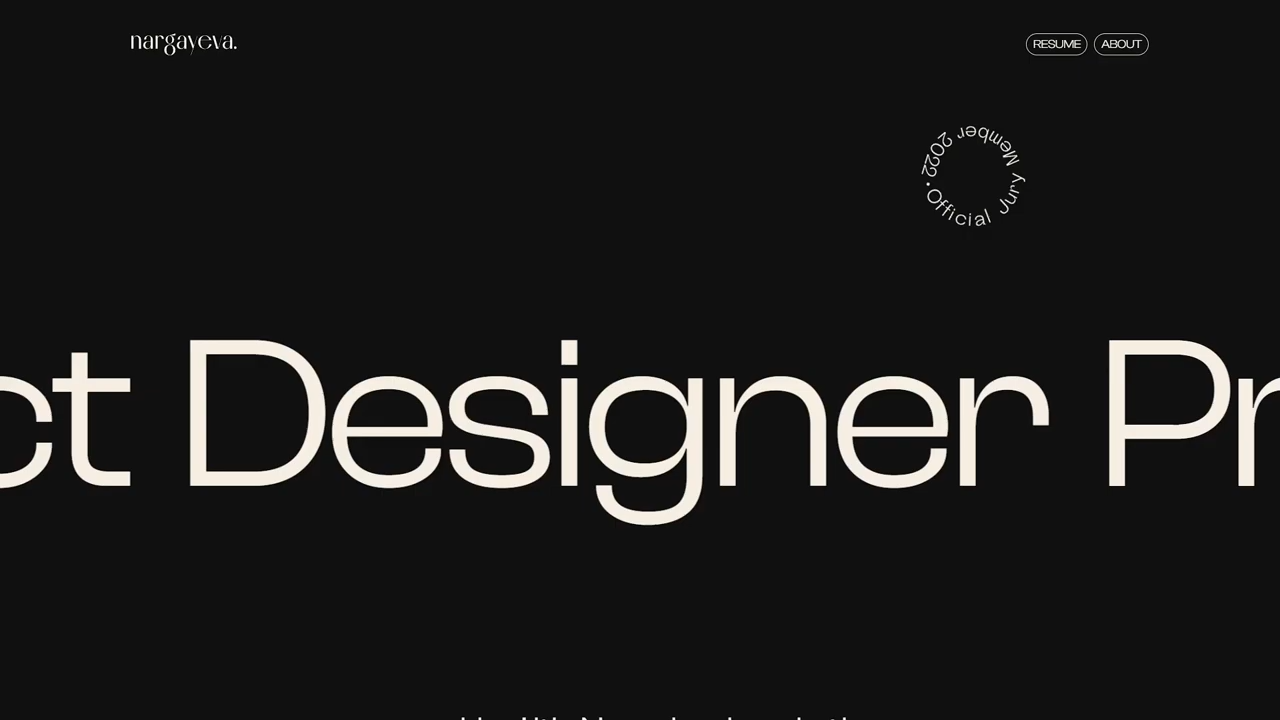 nargayeva.
RESUME ABOUT
Official Jury Member 2022 •
ct Designer Pr